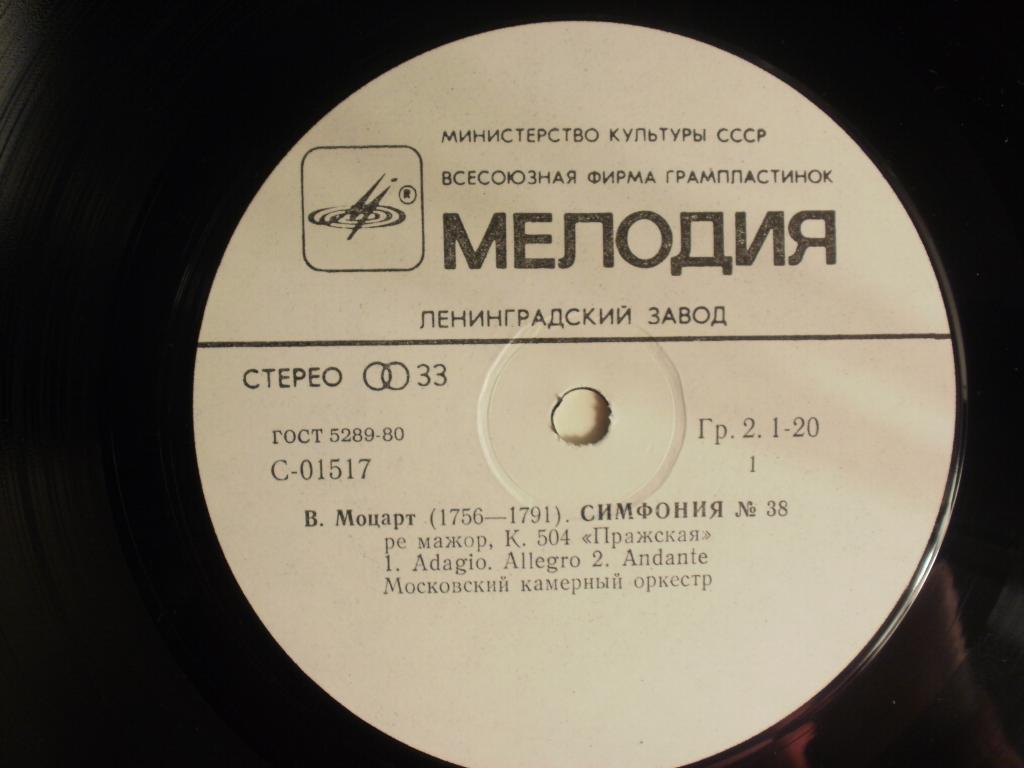 МИНИСТЕРСТВО КУЛЬТУРЫ СССР
ВСЕСОЮЗНАЯ ФИРМА ГРАМПЛАСТИНОК
®
МЕЛОДИЯ
ЛЕНИНГРАДСКИЙ ЗАВОД
СТЕРЕО 33
ГОСТ 5289-80
Гр. 2. 1-20
С-01517
1
В. Моцарт (1756—1791). СИМФОНИЯ № 38
ре мажор, К. 504 «Пражская»
1. Adagio. Allegro 2. Andante
Московский камерный оркестр